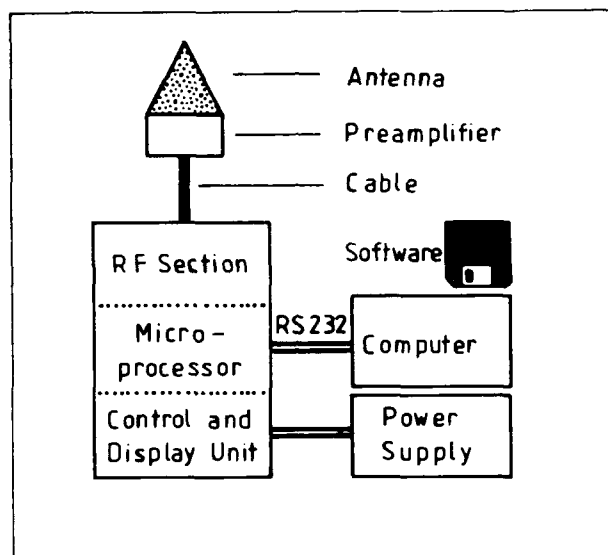 Antenna
Preamplifier
Cable
RF Section
Software
Micro-
processor
RS232
Computer
Control and
Display Unit
Power
Supply